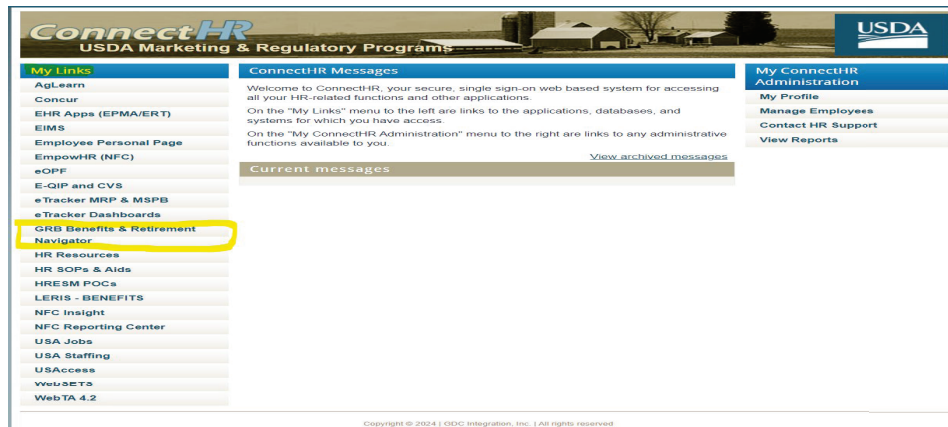 ConnectHR
USDA Marketing & Regulatory Programs
USDA
My Links
AgLearn
Concur
EHR Apps (EPMA/ERT)
EIMS
Employee Personal Page
EmpowHR (NFC)
eOPF
E-QIP and CVS
eTracker MRP & MSPB
eTracker Dashboards
GRB Benefits & Retirement
Navigator
HR Resources
HR SOPs & Aids
HRESM POCs
LERIS - BENEFITS
NFC Insight
NFC Reporting Center
USA Jobs
USA Staffing
USAccess
WebSETS
WebTA 4.2
ConnectHR Messages
Welcome to ConnectHR, your secure, single sign-on web based system for accessing
all your HR-related functions and other applications.
On the "My Links" menu to the left are links to the applications, databases, and
systems for which you have access.
On the "My ConnectHR Administration" menu to the right are links to any administrative
functions available to you.
View archived messages
Current messages
My ConnectHR
Administration
My Profile
Manage Employees
Contact HR Support
View Reports
Copyright © 2024 | GDC Integration, Inc. | All rights reserved